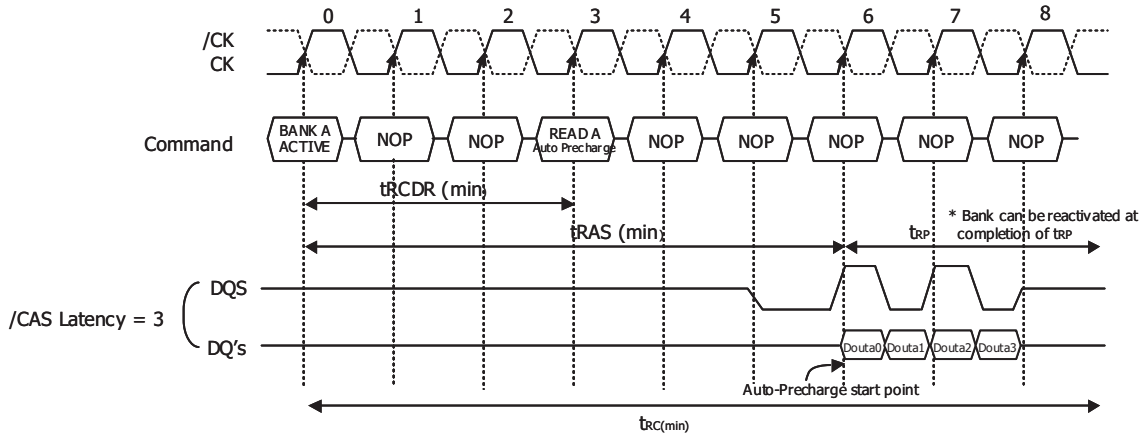 0 1 2 3 4 5 6 7 8
/CK
CK
Command
BANK A
ACTIVE
NOP
NOP
READ A
Auto Precharge
NOP
NOP
NOP
NOP
NOP
tRCDR (min)
tRAS (min)
tRP
* Bank can be reactivated at
completion of tRP
DQS
/CAS Latency = 3
DQ's
Douta0 Douta1 Douta2 Douta3
Auto-Precharge start point
tRC(min)